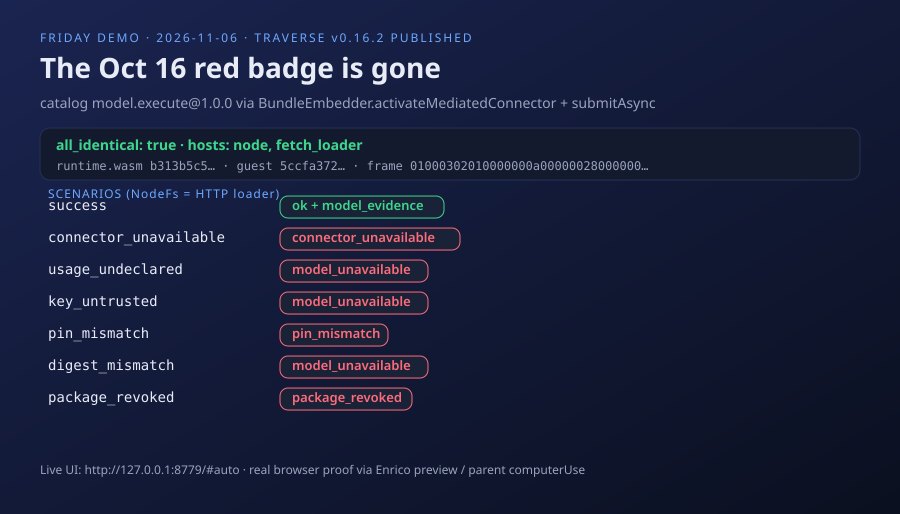 FRIDAY DEMO · 2026-11-06 · TRAVERSE v0.16.2 PUBLISHED
The Oct 16 red badge is gone
catalog model.execute@1.0.0 via BundleEmbedder.activateMediatedConnector + submitAsync
all_identical: true · hosts: node, fetch_loader
runtime.wasm b313b5c5… · guest 5ccfa372… · frame 01000302010000000a00000028000000…
SCENARIOS (NodeFs = HTTP loader)
success ok + model_evidence
connector_unavailable connector_unavailable
usage_undeclared model_unavailable
key_untrusted model_unavailable
pin_mismatch pin_mismatch
digest_mismatch model_unavailable
package_revoked package_revoked
Live UI: http://127.0.0.1:8779/#auto · real browser proof via Enrico preview / parent computerUse